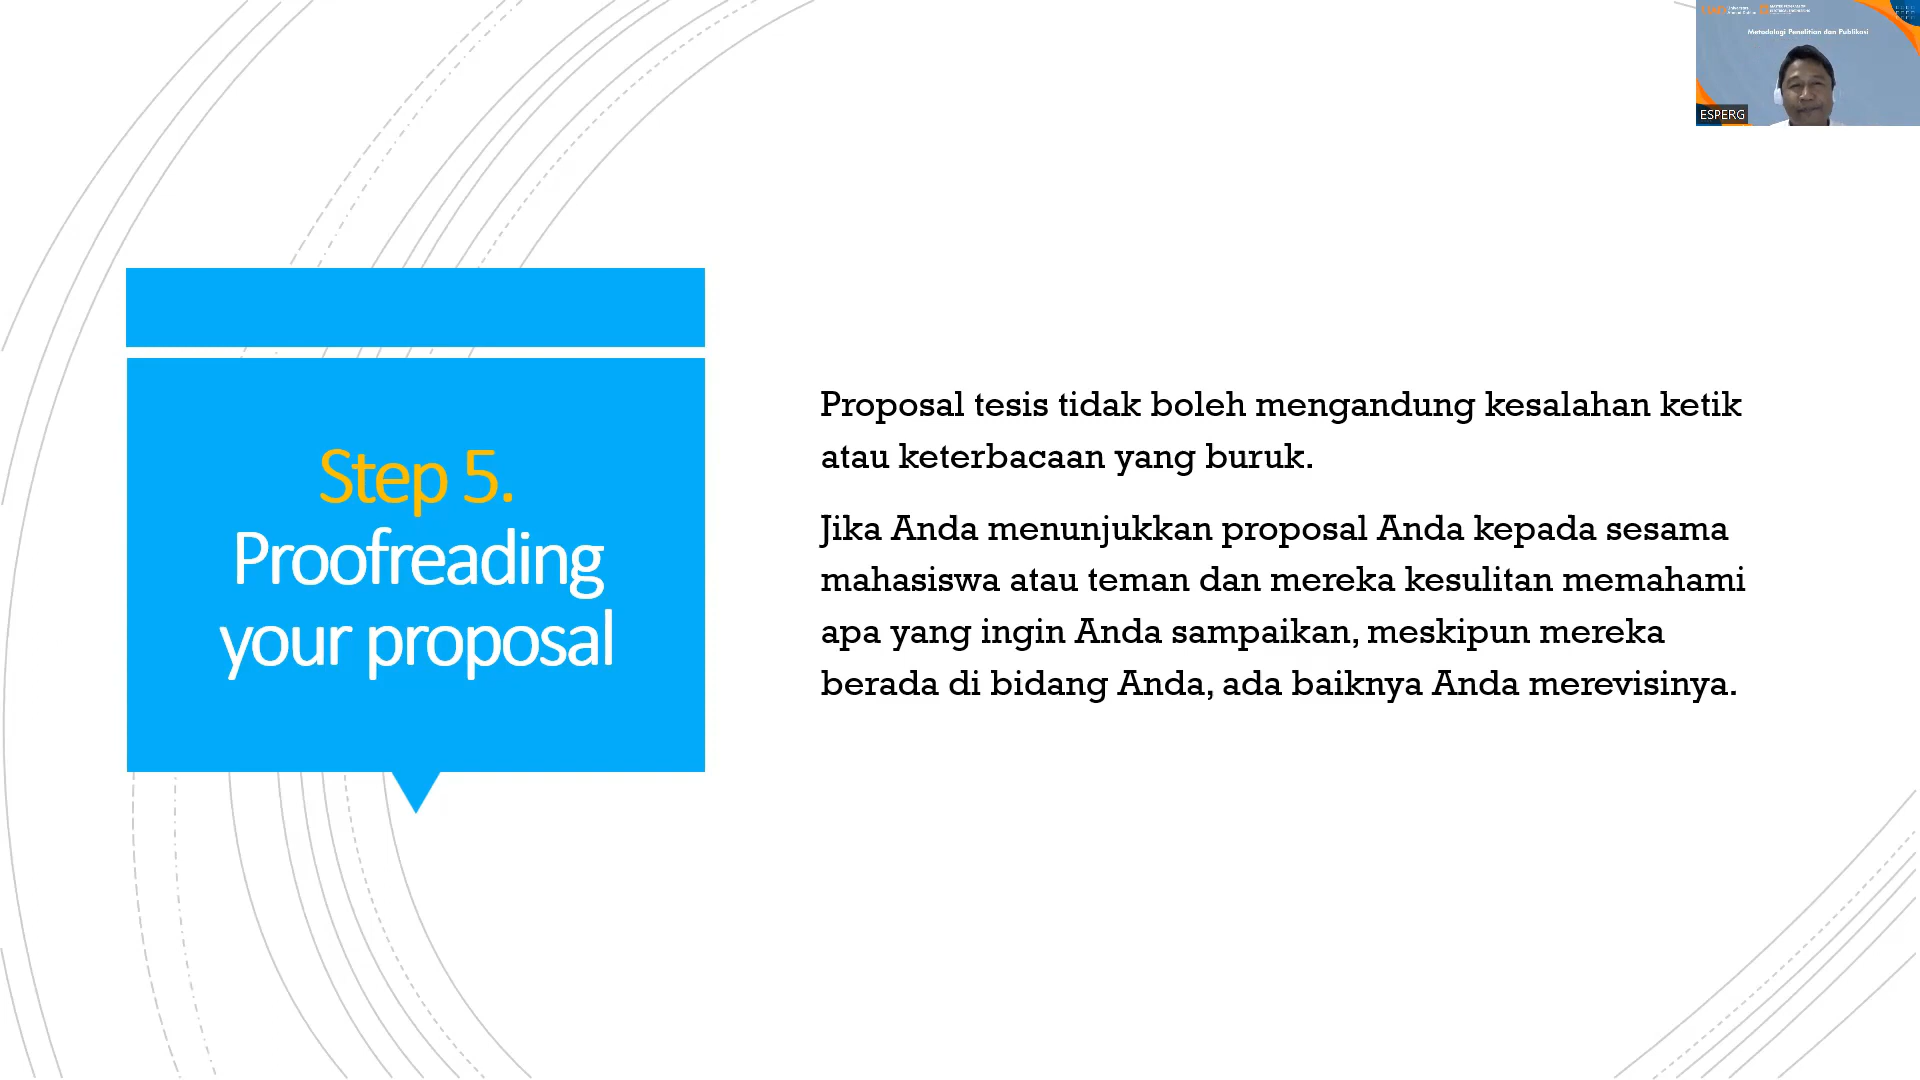 Metodologi Penelitian dan Publikasi
ESPERG
Step 5.
Proofreading
your proposal
Proposal tesis tidak boleh mengandung kesalahan ketik
atau keterbacaan yang buruk.
Jika Anda menunjukkan proposal Anda kepada sesama
mahasiswa atau teman dan mereka kesulitan memahami
apa yang ingin Anda sampaikan, meskipun mereka
berada di bidang Anda, ada baiknya Anda merevisinya.